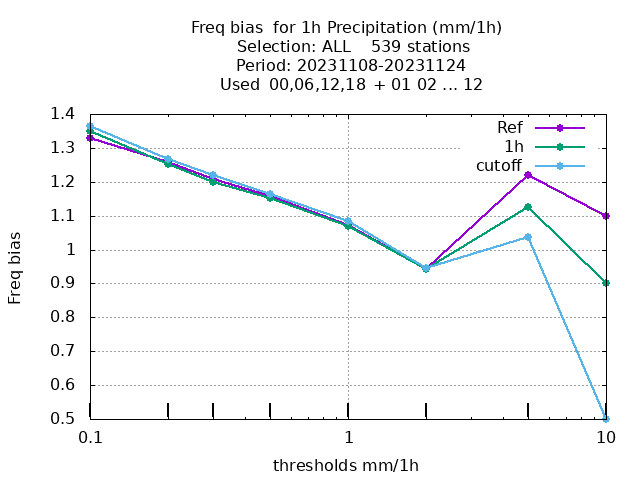 Freq bias  for 1h Precipitation (mm/1h)
Selection: ALL    539 stations
Period: 20231108-20231124
Used  00,06,12,18  + 01 02 ... 12
Ref
1h
cutoff
1.4
1.3
1.2
1.1
1
0.9
0.8
0.7
0.6
0.5
Freq bias
0.1
1
10
thresholds mm/1h